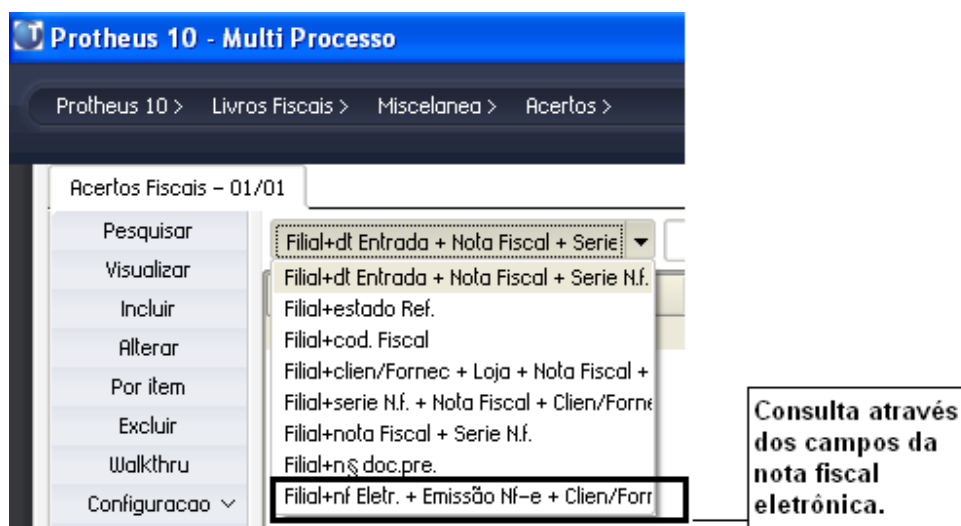 Protheus 10 - Multi Processo
Protheus 10 > Livros Fiscais > Miscelanea > Acertos >
Acertos Fiscais – 01/01
Pesquisar
Visualizar
Incluir
Alterar
Por item
Excluir
Walkthru
Configuracao
Filial+dt Entrada + Nota Fiscal + Serie
Filial+dt Entrada + Nota Fiscal + Serie N.f.
Filial+estado Ref.
Filial+cod. Fiscal
Filial+clien/Fornec + Loja + Nota Fiscal +
Filial+serie N.f. + Nota Fiscal + Clien/Forne
Filial+nota Fiscal + Serie N.f.
Filial+n§ doc.pre.
Filial+nf Eletr. + Emissão Nf-e + Clien/Forr
Consulta através
dos campos da
nota fiscal
eletrônica.